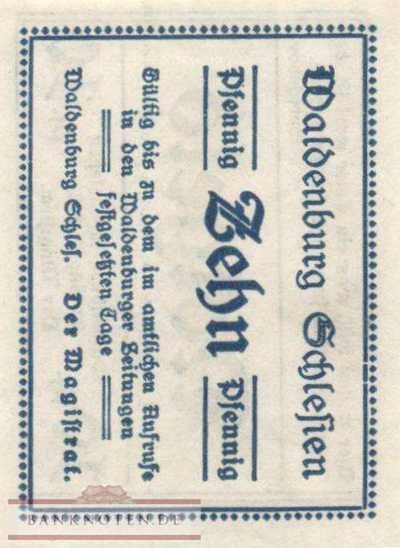 Waldenburg Schlesien
Pfennig Zehn Pfennig
Gültig bis zu dem im amtlichen Aufrufe
in den Waldenburger Zeitungen
festgesetzten Tage
Waldenburg Schles. Der Magistrat.
BANKNOTEN.DE